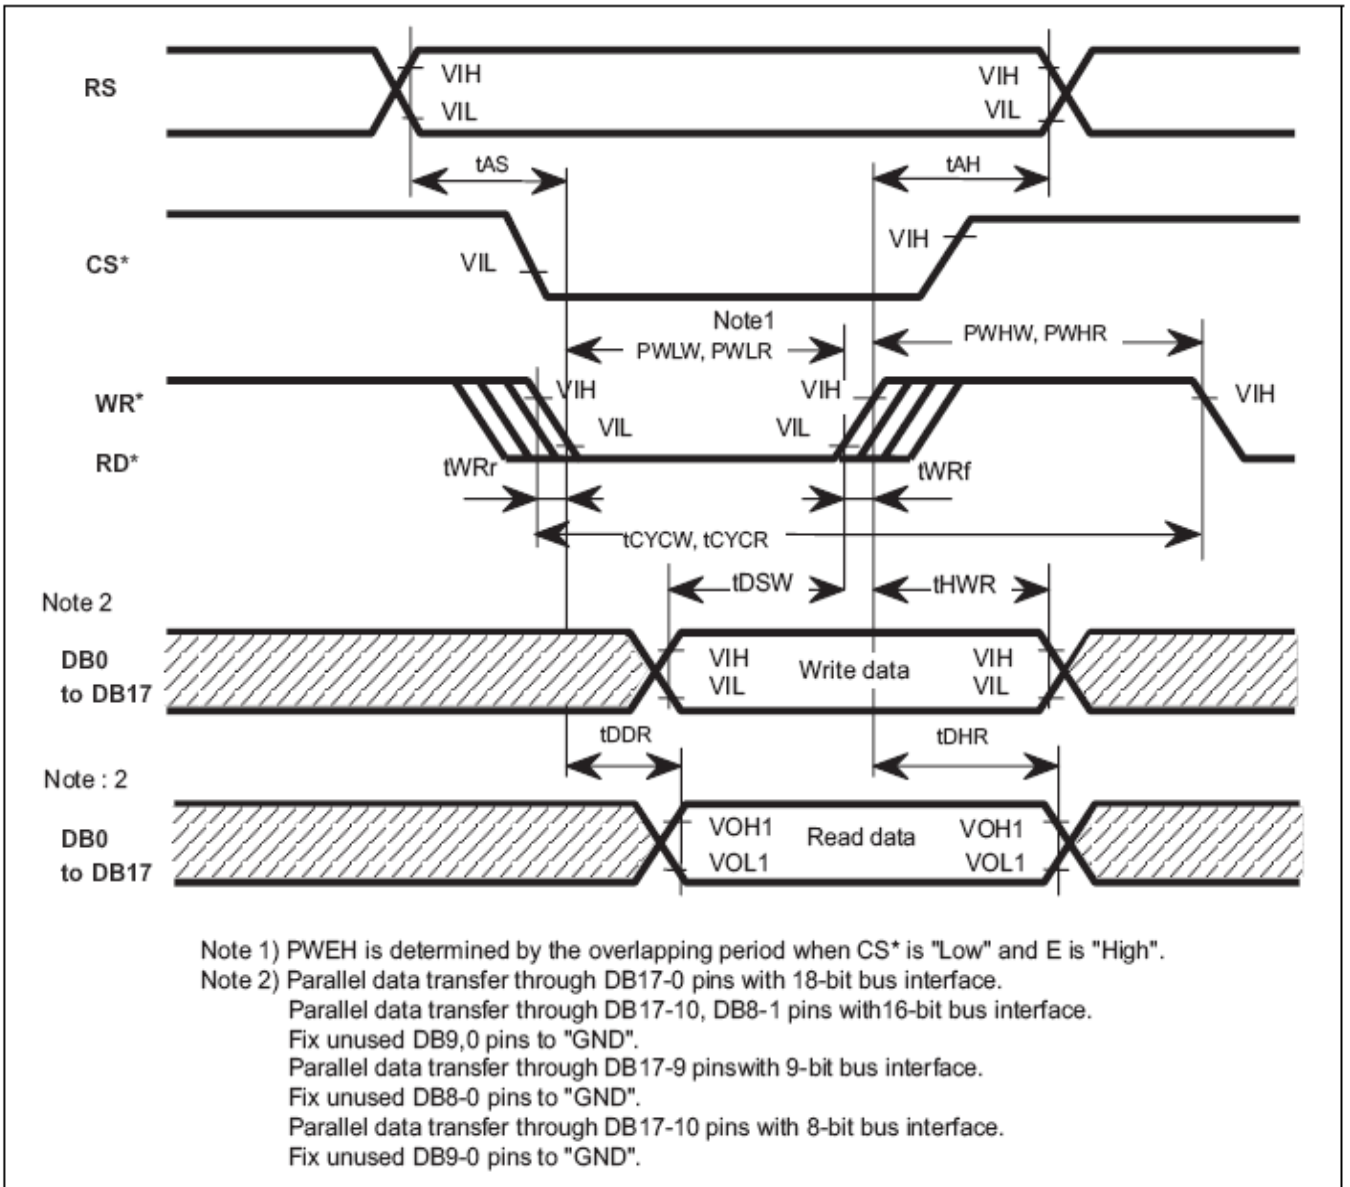 RS
VIH
VIH
VIL
VIL
tAS
tAH
CS*
VIL
VIH
Note1
PWLW, PWLR
PWHW, PWHR
WR*
VIH
VIH
VIH
VIL
VIL
RD*
tWRr
tWRf
tCYCW, tCYCR
tDSW
tHWR
Note 2
DB0
to DB17
VIH
VIL
Write data
VIH
VIL
tDDR
tDHR
Note : 2
DB0
to DB17
VOH1
VOL1
Read data
VOH1
VOL1
Note 1) PWEH is determined by the overlapping period when CS* is "Low" and E is "High".
Note 2) Parallel data transfer through DB17-0 pins with 18-bit bus interface.
Parallel data transfer through DB17-10, DB8-1 pins with16-bit bus interface.
Fix unused DB9,0 pins to "GND".
Parallel data transfer through DB17-9 pinswith 9-bit bus interface.
Fix unused DB8-0 pins to "GND".
Parallel data transfer through DB17-10 pins with 8-bit bus interface.
Fix unused DB9-0 pins to "GND".